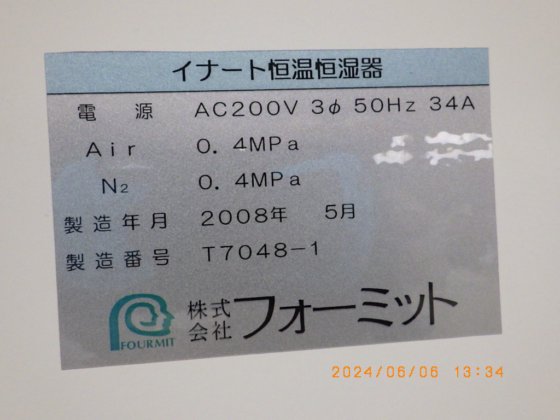 イナート恒温恒湿器
電源 AC200V 3φ 50Hz 34A
Air 0.4MPa
N₂ 0.4MPa
製造年月 2008年 5月
製造番号 T7048-1
FOURMIT
株式会社フォーミット
2024/06/06 13:34